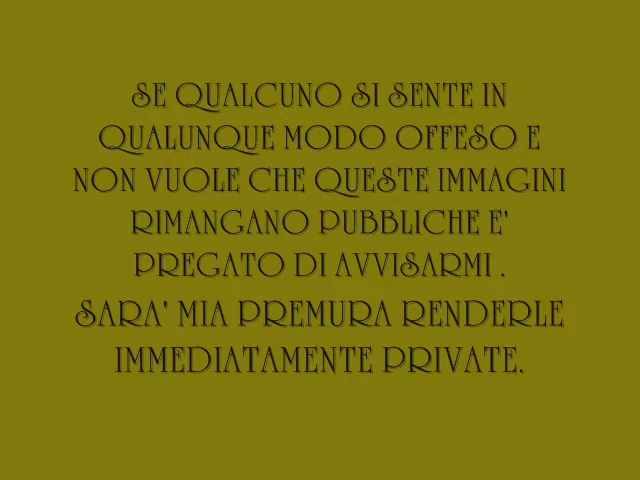 SE QUALCUNO SI SENTE IN
QUALUNQUE MODO OFFESO E
NON VUOLE CHE QUESTE IMMAGINI
RIMANGANO PUBBLICHE E'
PREGATO DI AVVISARMI .
SARA' MIA PREMURA RENDERLE
IMMEDIATAMENTE PRIVATE.